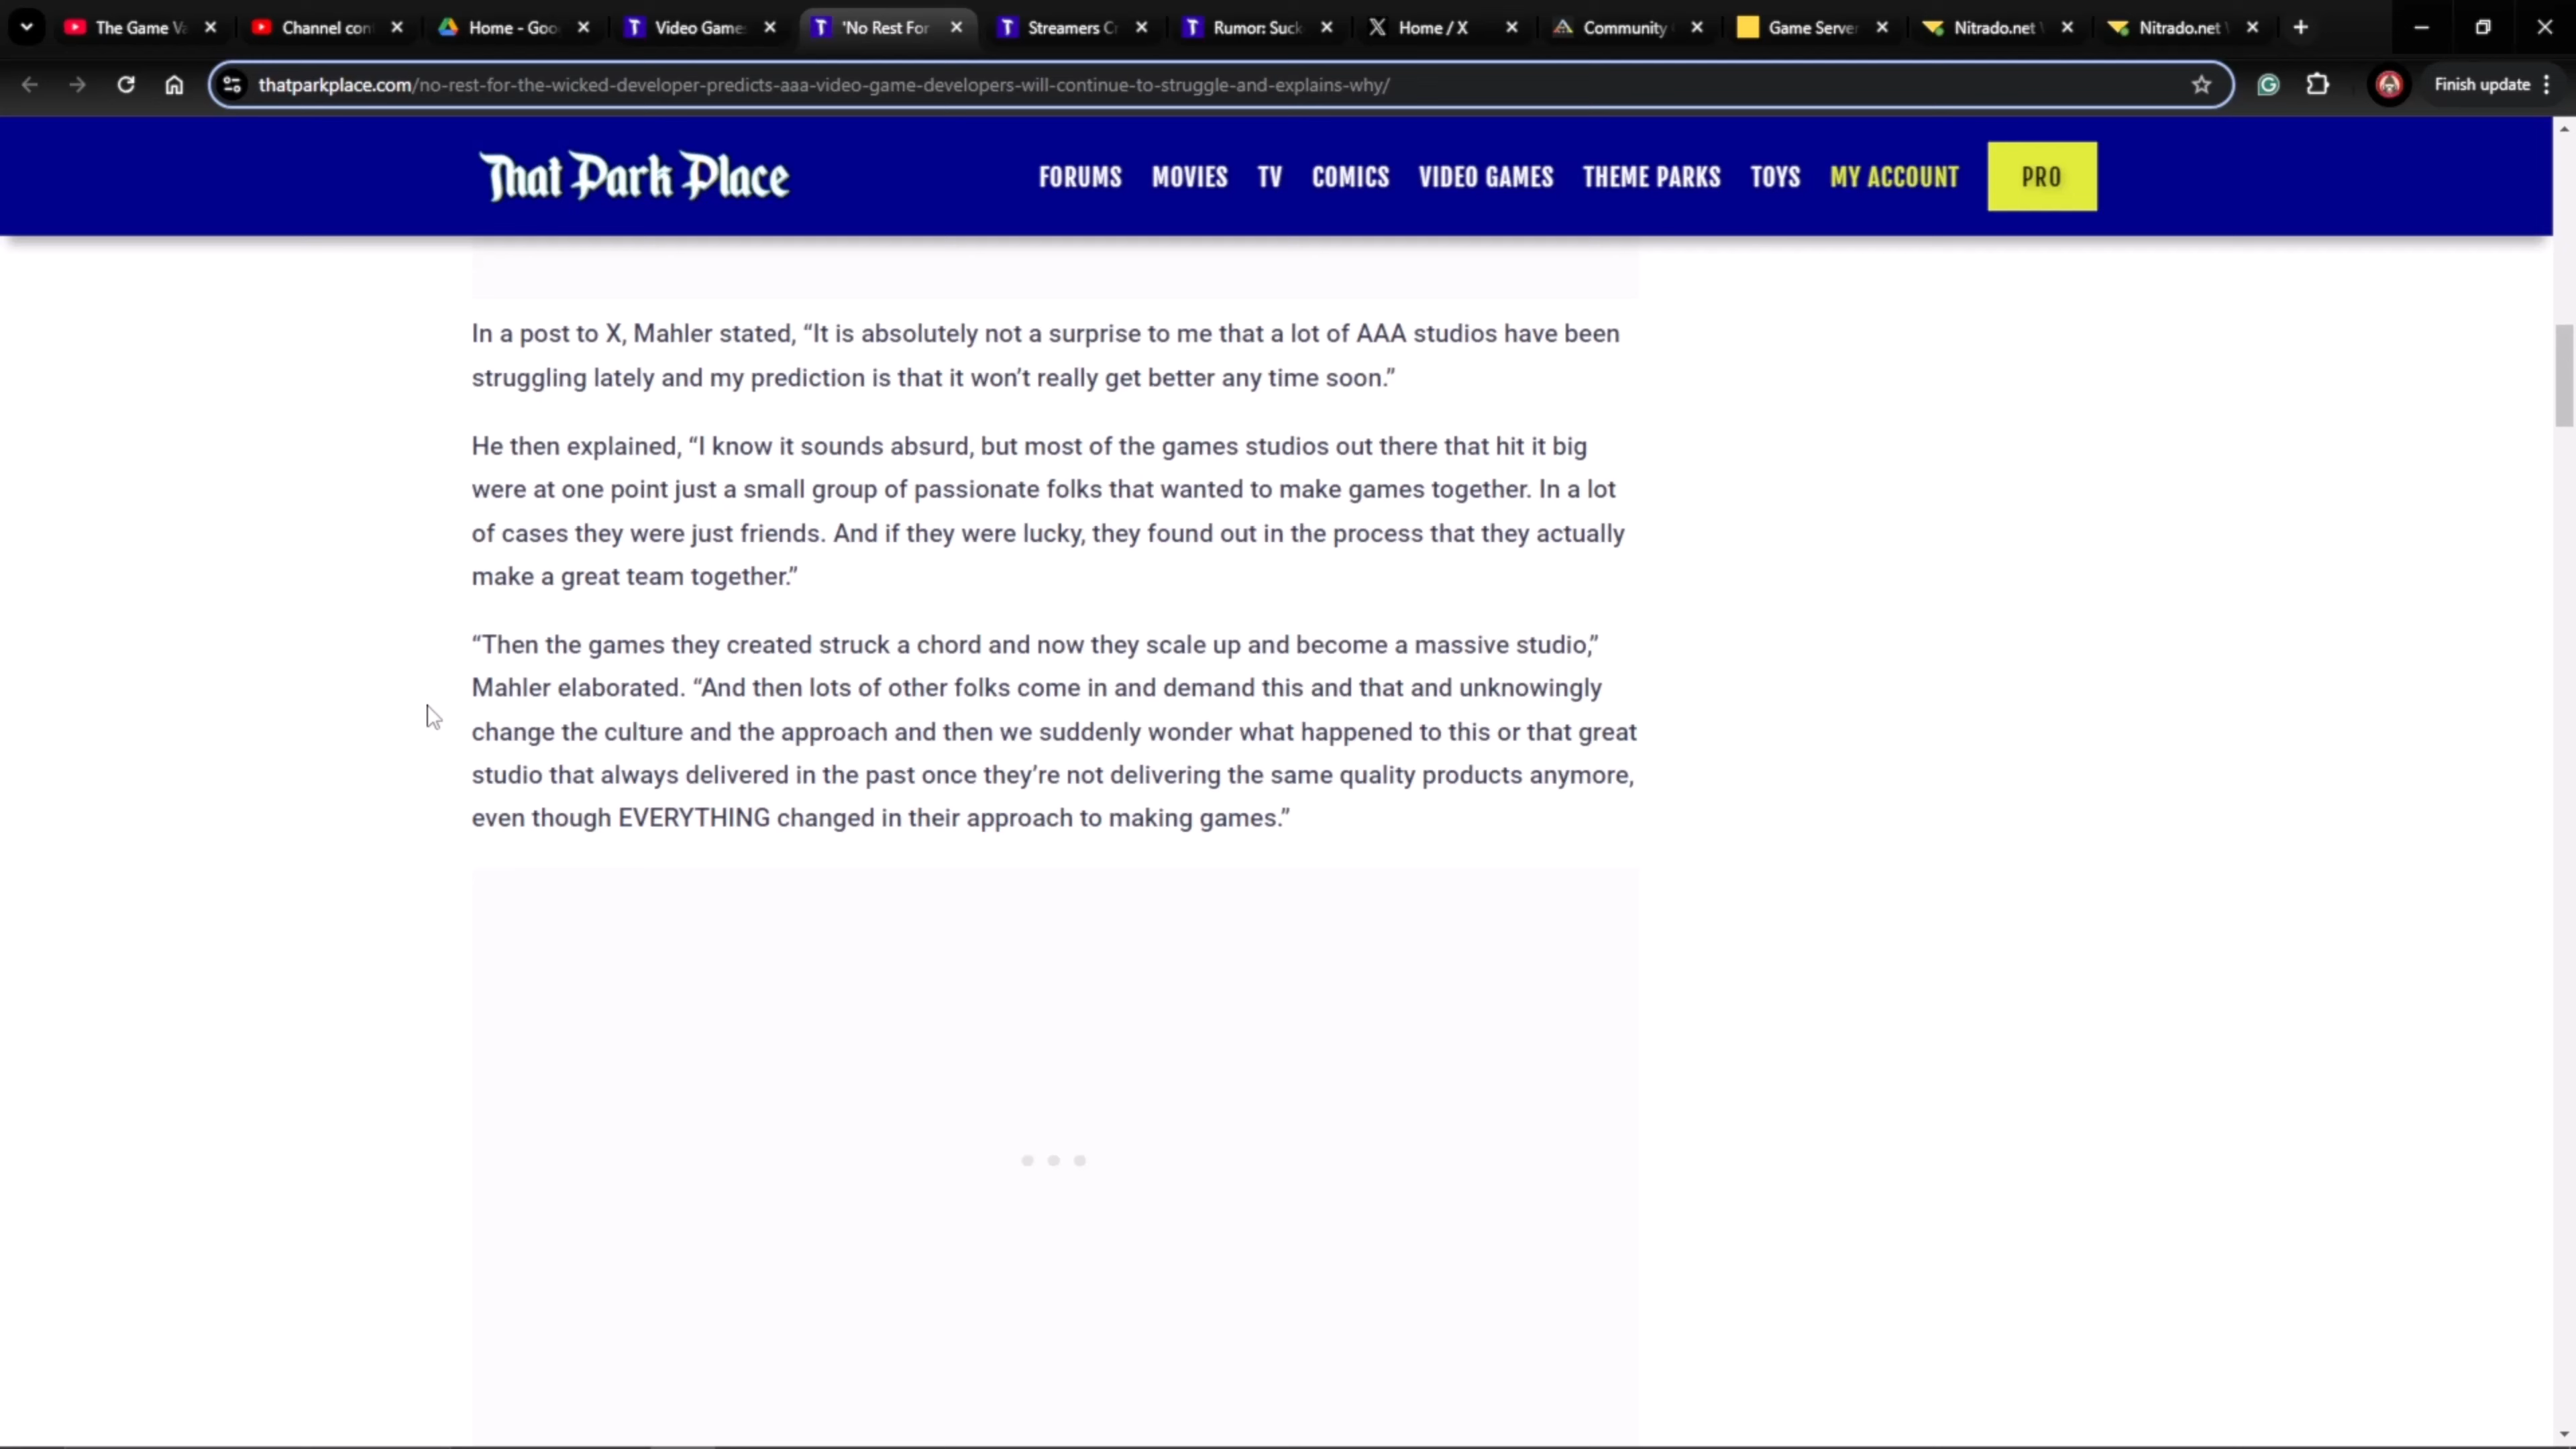 The Game Va
Channel con
Home - Goo
Video Game
'No Rest For
Streamers Cr
Rumor: Suck
Home / X
Community
Game Server
Nitrado.net
Nitrado.net
thatparkplace.com/no-rest-for-the-wicked-developer-predicts-aaa-video-game-developers-will-continue-to-struggle-and-explains-why/
Finish update
That Park Place
FORUMS
MOVIES
TV
COMICS
VIDEO GAMES
THEME PARKS
TOYS
MY ACCOUNT
PRO
In a post to X, Mahler stated, “It is absolutely not a surprise to me that a lot of AAA studios have been
struggling lately and my prediction is that it won’t really get better any time soon.”
He then explained, “I know it sounds absurd, but most of the games studios out there that hit it big
were at one point just a small group of passionate folks that wanted to make games together. In a lot
of cases they were just friends. And if they were lucky, they found out in the process that they actually
make a great team together.”
“Then the games they created struck a chord and now they scale up and become a massive studio,”
Mahler elaborated. “And then lots of other folks come in and demand this and that and unknowingly
change the culture and the approach and then we suddenly wonder what happened to this or that great
studio that always delivered in the past once they’re not delivering the same quality products anymore,
even though EVERYTHING changed in their approach to making games.”